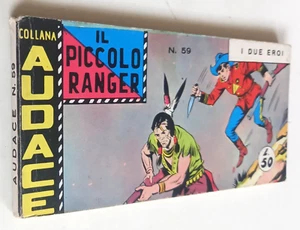 AUDACE N. 59
COLLANA
AUDACE
IL
PICCOLO
RANGER
N. 59
I DUE EROI
L. 50